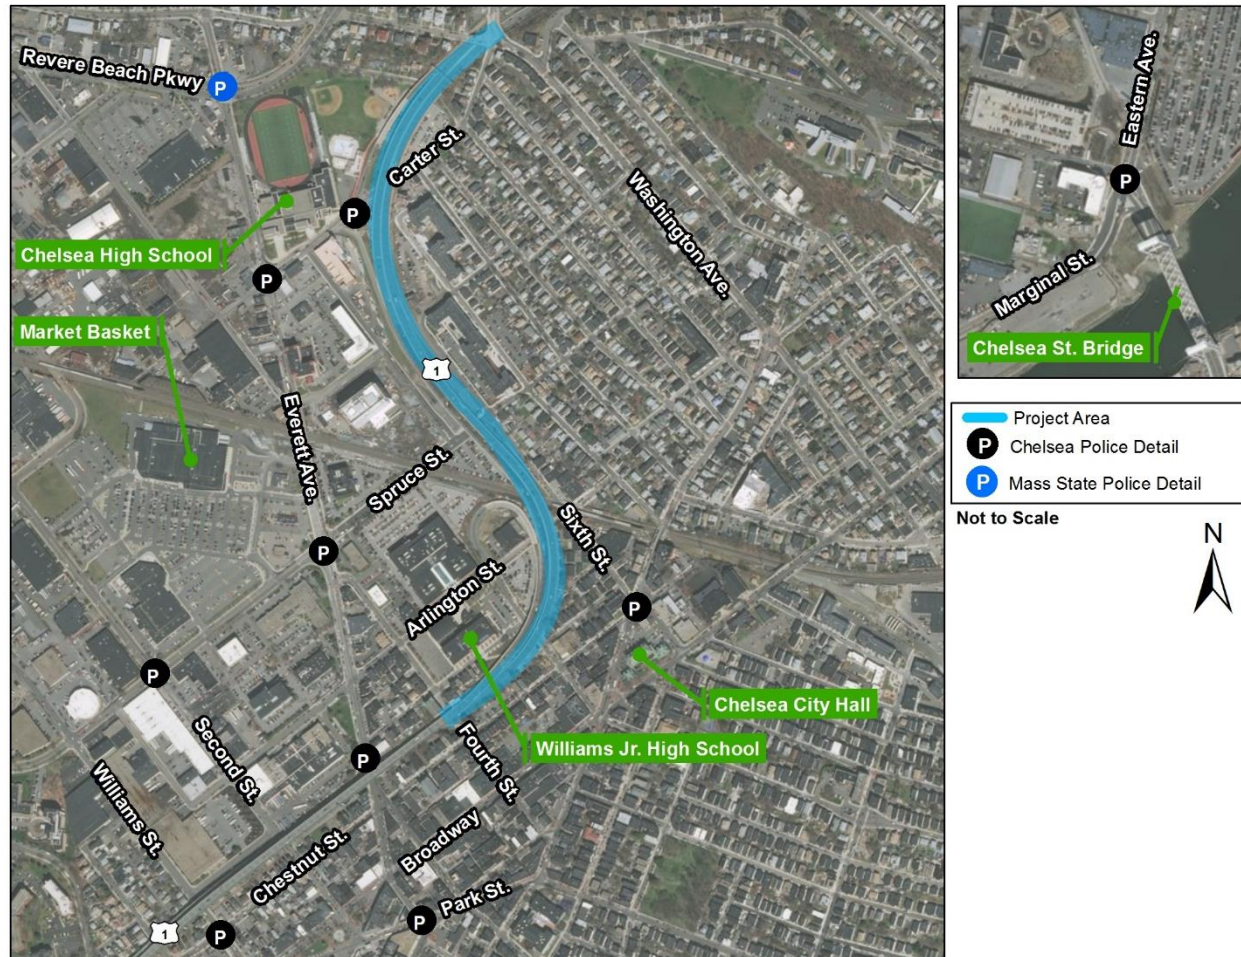 Revere Beach Pkwy
P
Carter St.
Washington Ave.
P
Chelsea High School
P
Market Basket
1
Everett Ave.
Spruce St.
Sixth St.
P
Arlington St.
P
P
Chelsea City Hall
Williams Jr. High School
Second St.
Fourth St.
P
Williams St.
Chestnut St.
Broadway
Park St.
P
1
P
Eastern Ave.
P
Marginal St.
Chelsea St. Bridge
Project Area
P Chelsea Police Detail
P Mass State Police Detail
Not to Scale
N